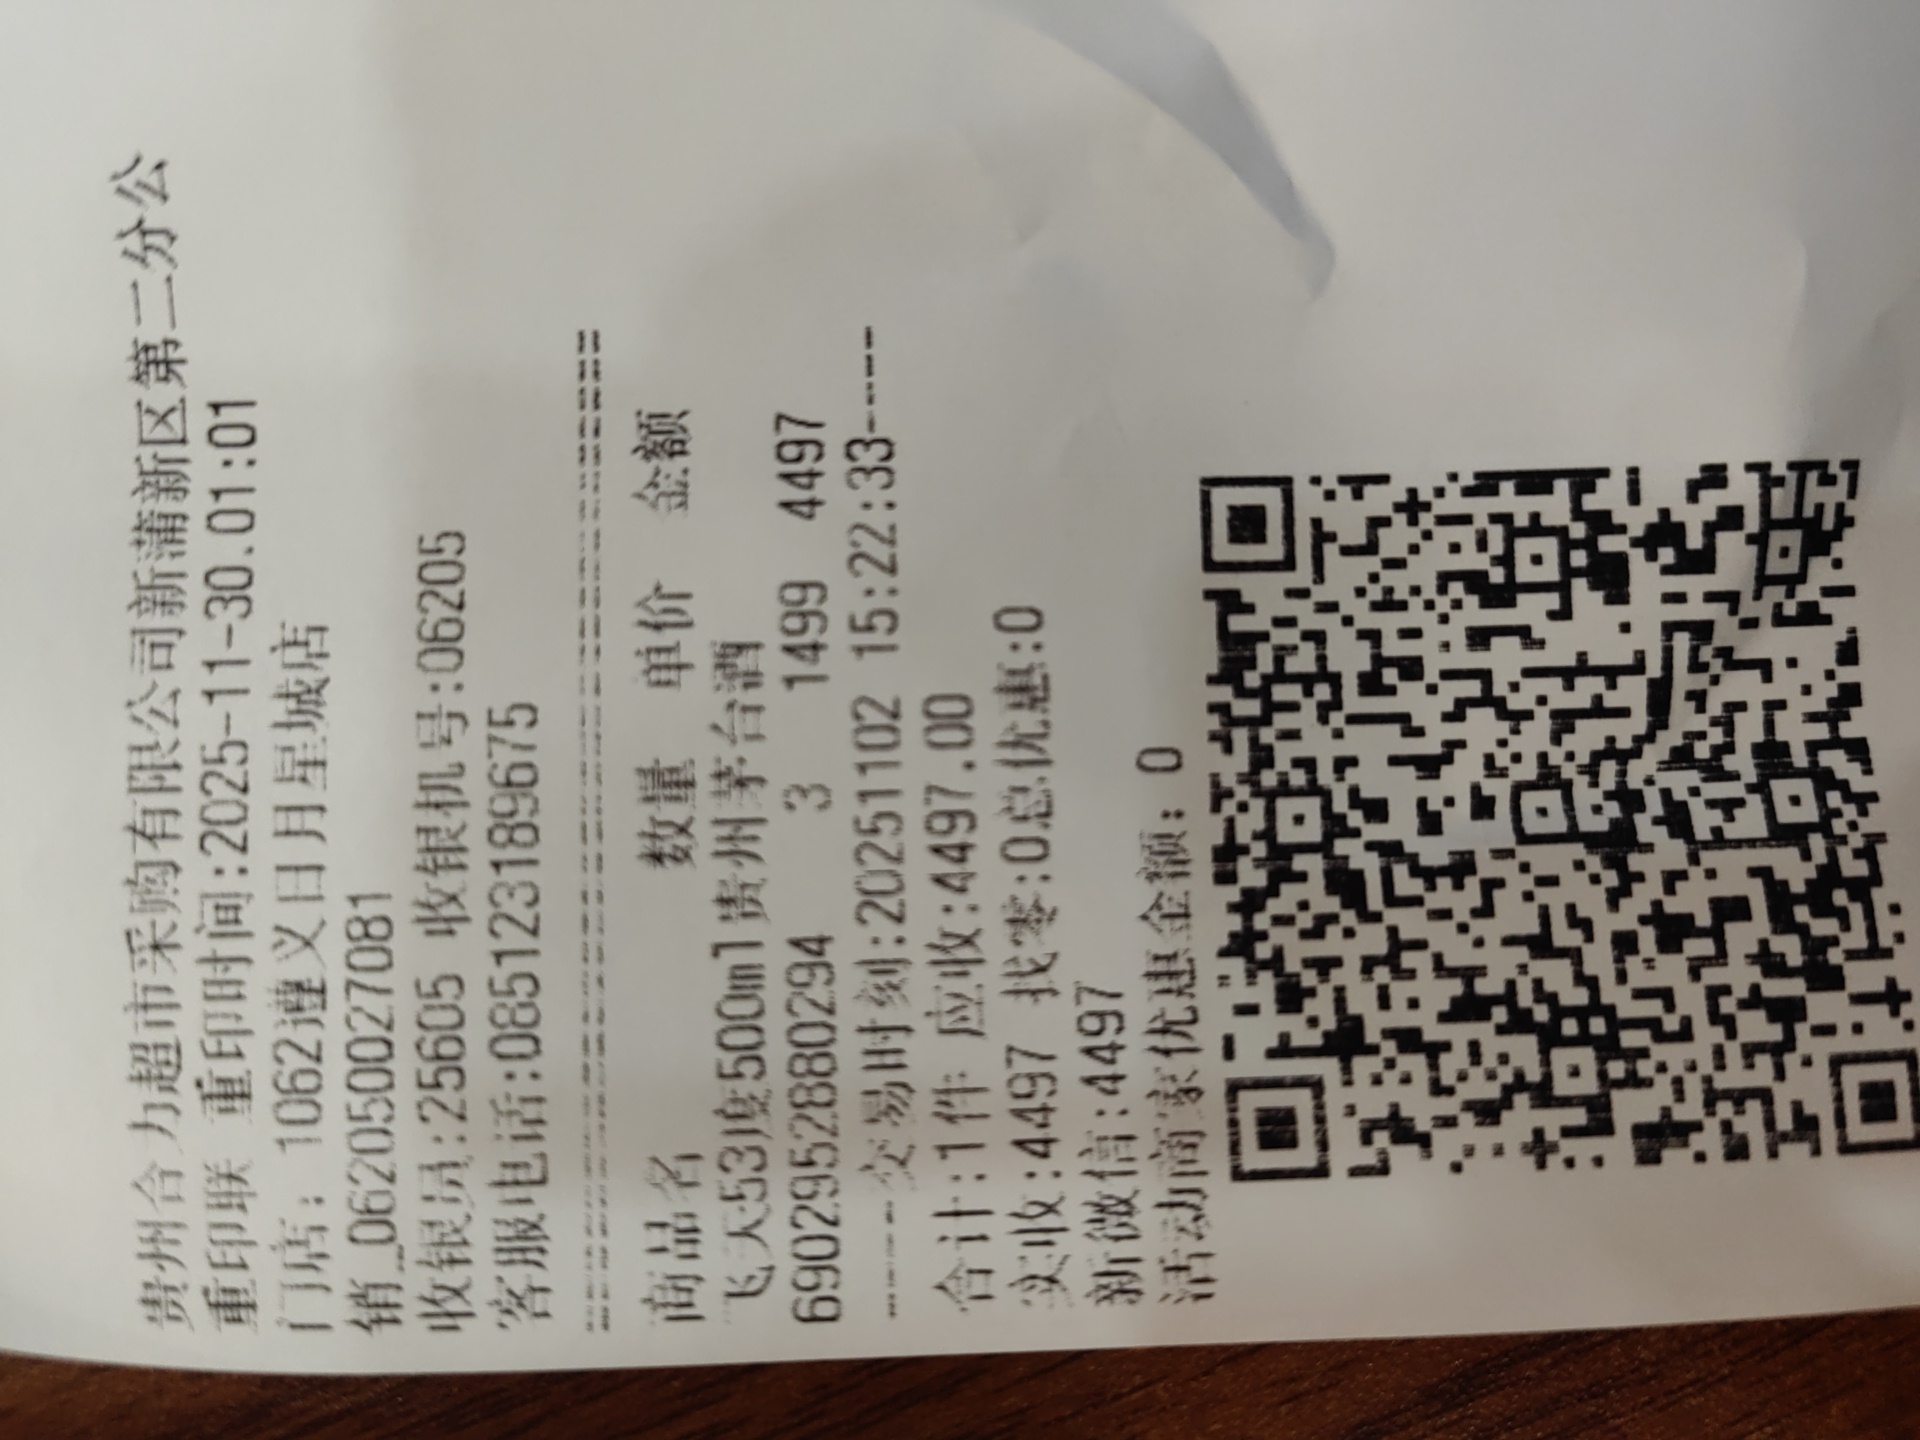 贵州合力超市采购有限公司新蒲新区第二分公
重印联 重印时间:2025-11-30.01:01
门店: 1062遵义日月星城店
销_062050027081
收银员:25605 收银机号:06205
客服电话:085123189675
==========================================
商品名 数量 单价 金额
飞天53度500ml贵州茅台酒
6902952880294 3 1499 4497
------交易时刻:20251102 15:22:33-----
合计:1件 应收:4497.00
实收:4497 找零:0总优惠:0
新微信:4497
活动商家优惠金额: 0